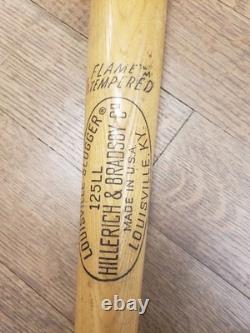 FLAME
TEMPERED
LOUISVILLE SLUGGER®
125LL
HILLERICH & BRADSBY Cº
MADE IN U.S.A
LOUISVILLE, KY.